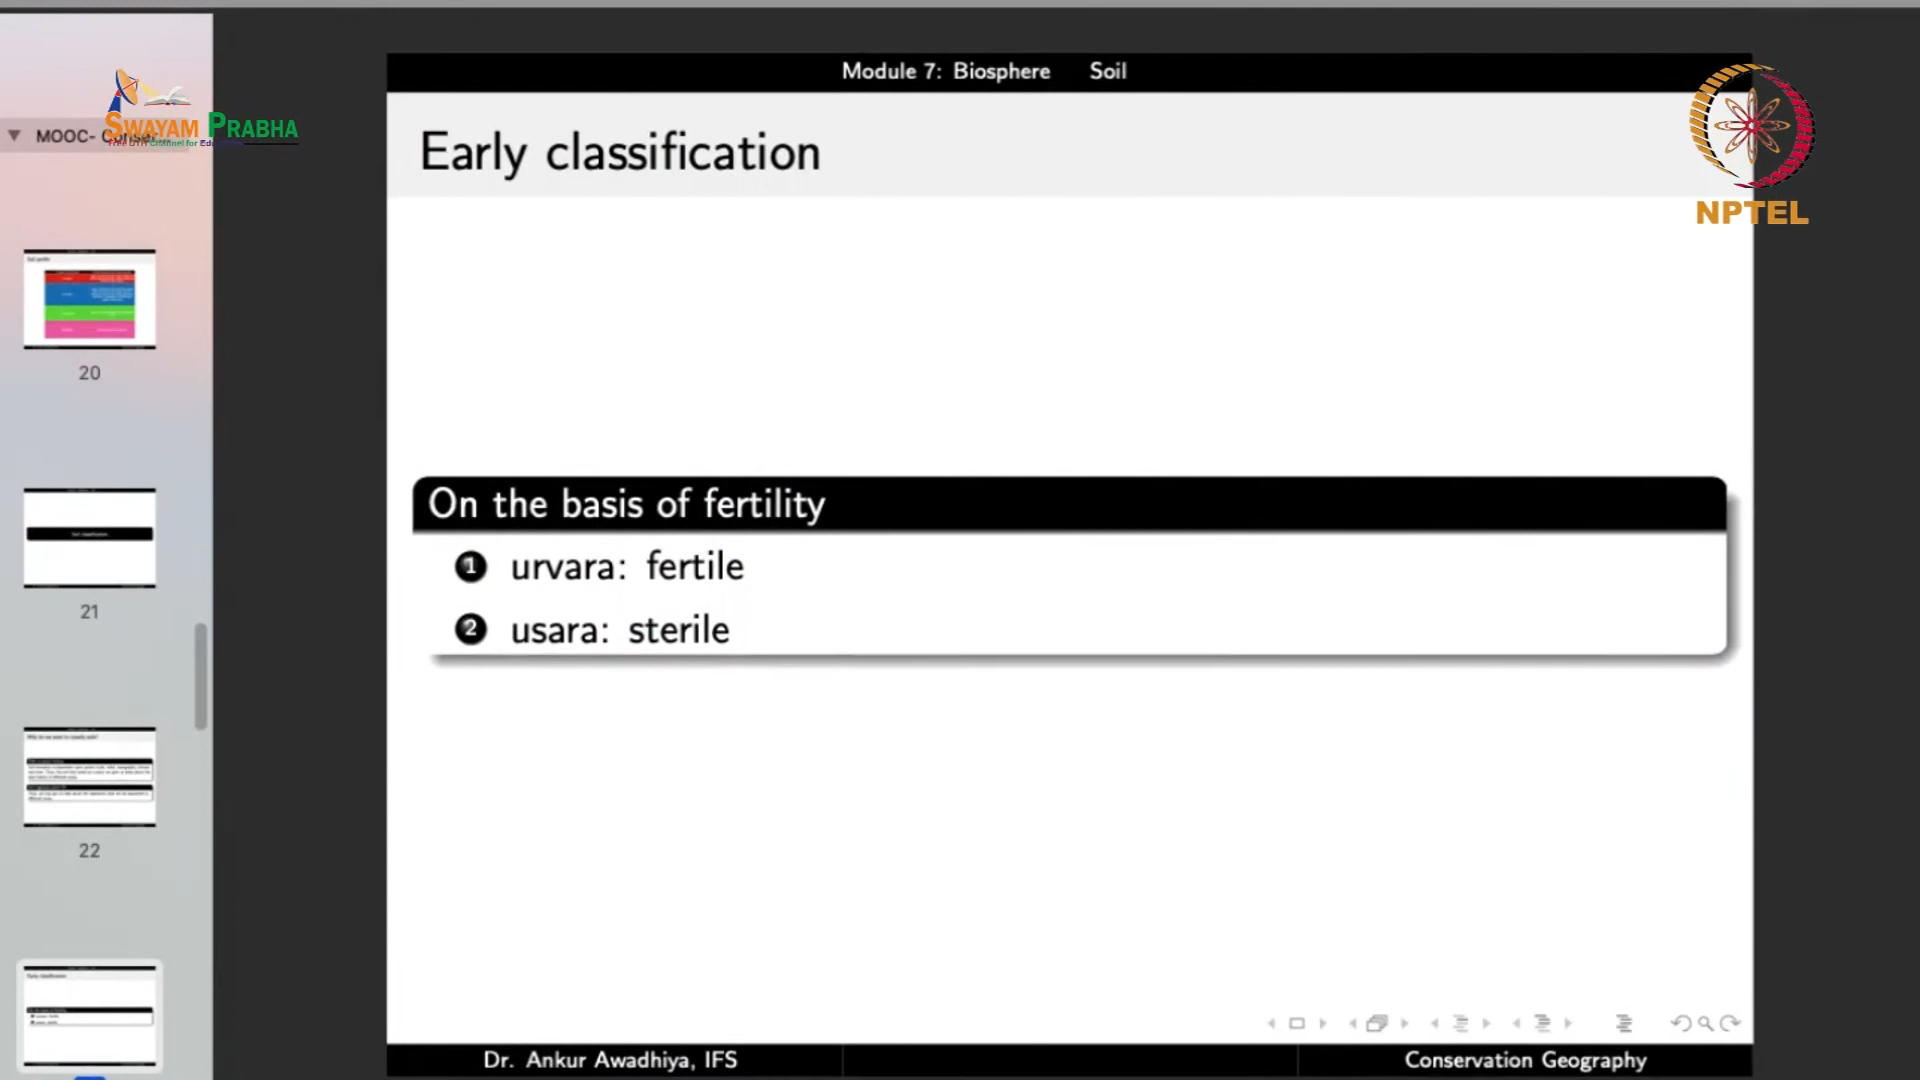 Module 7: Biosphere Soil
SWAYAM PRABHA
MOOC- Conser
Early classification
NPTEL
On the basis of fertility
1 urvara: fertile
2 usara: sterile
20
21
22
Dr. Ankur Awadhiya, IFS
Conservation Geography